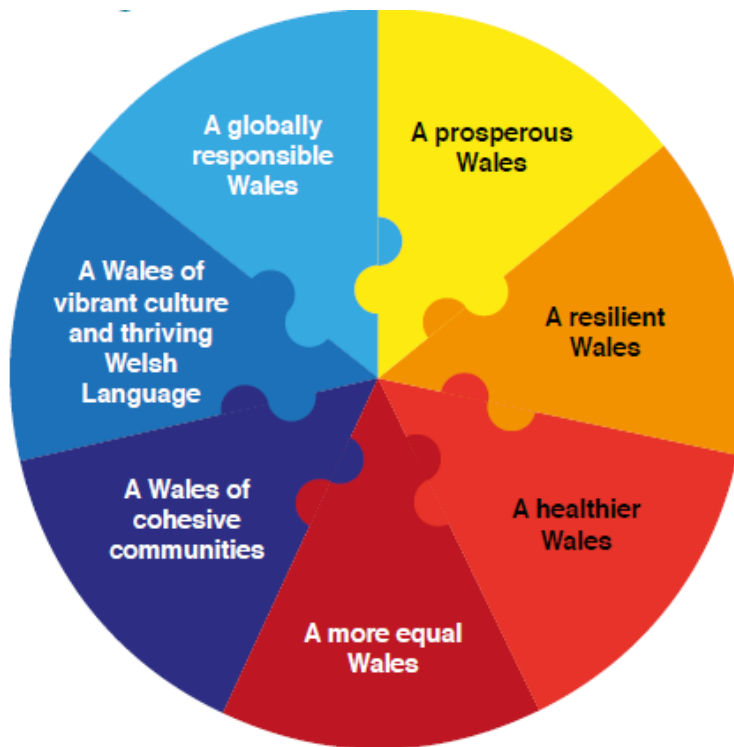 A prosperous
Wales
A resilient
Wales
A healthier
Wales
A more equal
Wales
A Wales of
cohesive
communities
A Wales of
vibrant culture
and thriving
Welsh
Language
A globally
responsible
Wales